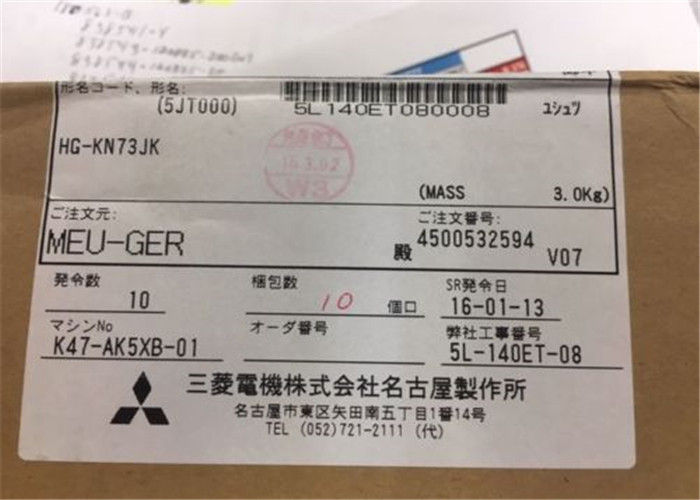 形名コード、形名:
(5JT000)
5L140ET080008
ユシュツ
HG-KN73JK
15.3.02
W3
(MASS 3.0Kg)
ご注文元:
MEU-GER 殿
ご注文番号:
4500532594 V07
発令数
10
梱包数
10 個口
SR発令日
16-01-13
マシンNo
K47-AK5XB-01
オーダ番号
弊社工事番号
5L-140ET-08
三菱電機株式会社名古屋製作所
名古屋市東区矢田南五丁目1番14号
TEL (052)721-2111 (代)